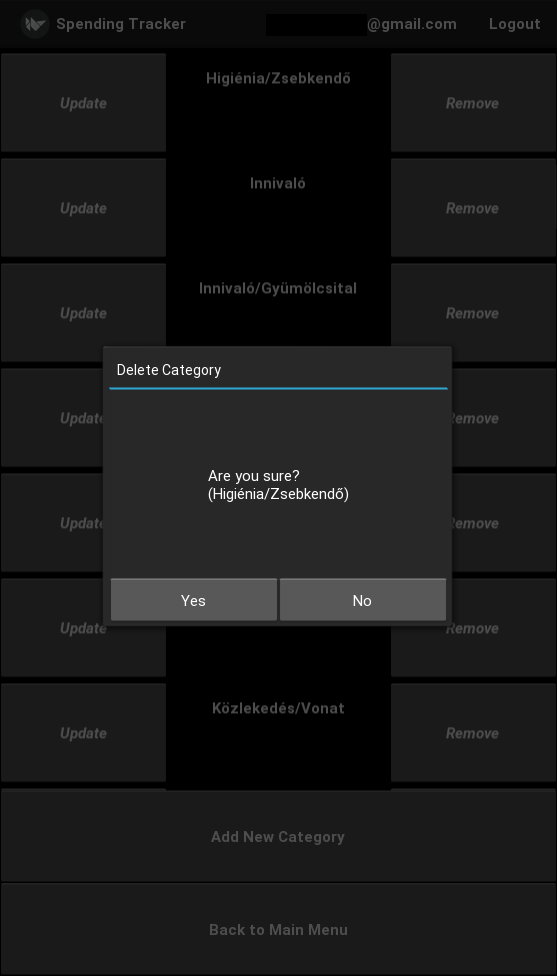 Spending Tracker @gmail.com Logout
Update Higiénia/Zsebkendő Remove
Update Innivaló Remove
Update Innivaló/Gyümölcsital Remove
Delete Category
Update Remove
Are you sure?
(Higiénia/Zsebkendő)
Update Remove
Yes No
Update Remove
Update Közlekedés/Vonat Remove
Add New Category
Back to Main Menu